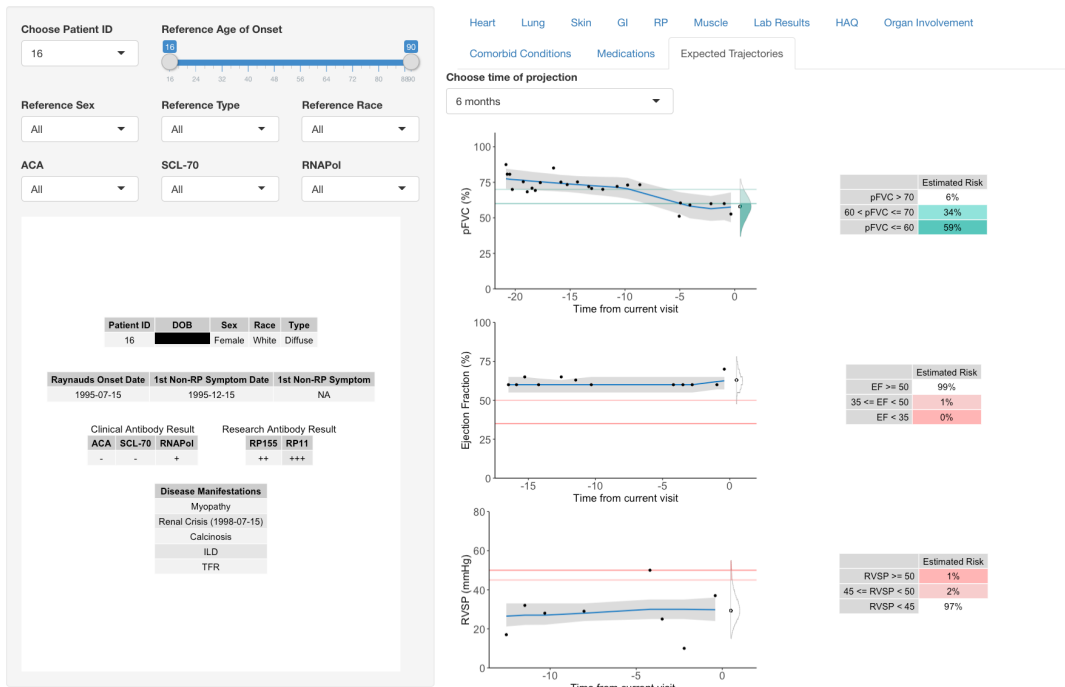 Choose Patient ID
16
Reference Age of Onset
16
90
16 24 32 40 48 56 64 72 80 8890
Reference Sex
All
Reference Type
All
Reference Race
All
ACA
All
SCL-70
All
RNAPol
All
Patient ID DOB Sex Race Type
16 Female White Diffuse
Raynauds Onset Date 1st Non-RP Symptom Date 1st Non-RP Symptom
1995-07-15 1995-12-15 NA
Clinical Antibody Result
ACA SCL-70 RNAPol
- - +
Research Antibody Result
RP155 RP11
++ +++
Disease Manifestations
Myopathy
Renal Crisis (1998-07-15)
Calcinosis
ILD
TFR
Heart Lung Skin GI RP Muscle Lab Results HAQ Organ Involvement
Comorbid Conditions Medications Expected Trajectories
Choose time of projection
6 months
pFVC (%)
100
75
50
25
0
-20 -15 -10 -5 0
Time from current visit
Estimated Risk
pFVC > 70 6%
60 < pFVC <= 70 34%
pFVC <= 60 59%
Ejection Fraction (%)
100
75
50
25
0
-15 -10 -5 0
Time from current visit
Estimated Risk
EF >= 50 99%
35 <= EF < 50 1%
EF < 35 0%
RVSP (mmHg)
80
60
40
20
0
-10 -5 0
Time from current visit
Estimated Risk
RVSP >= 50 1%
45 <= RVSP < 50 2%
RVSP < 45 97%